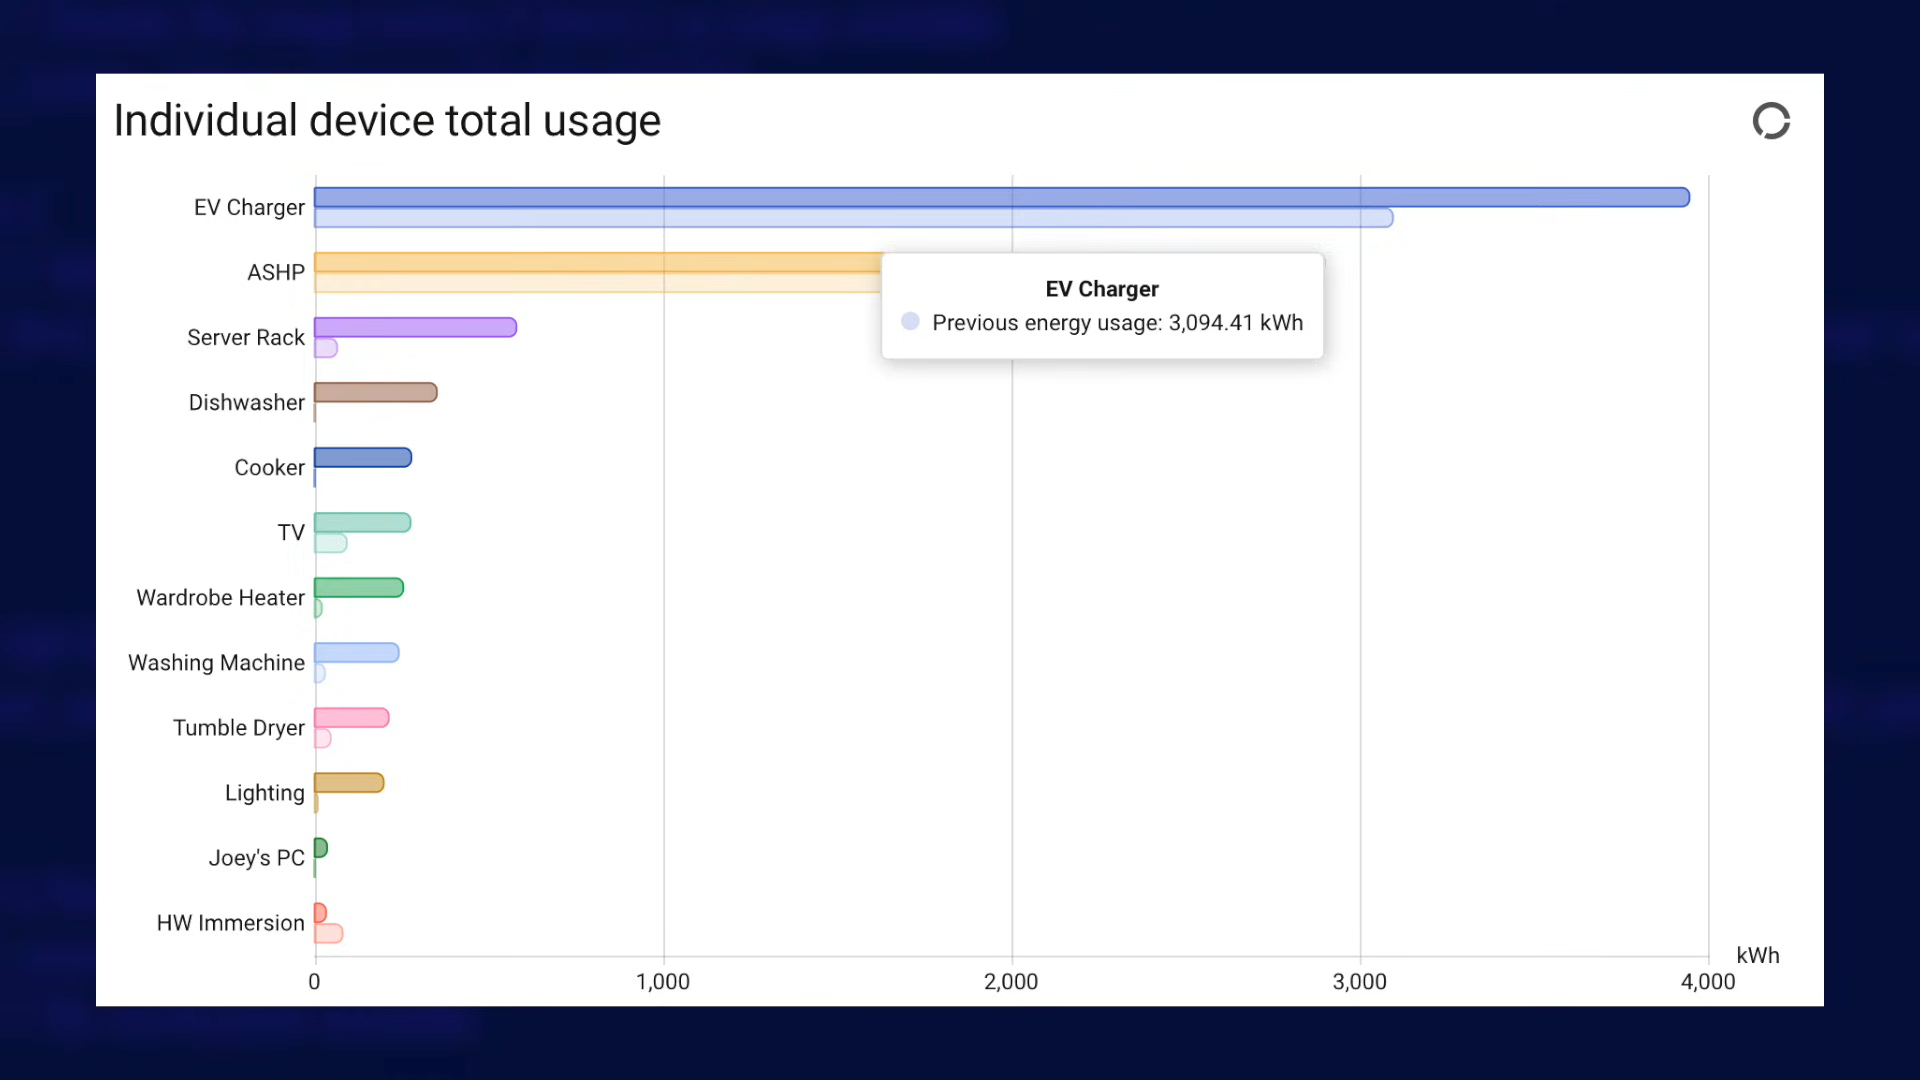 Individual device total usage
EV Charger
ASHP
EV Charger
Previous energy usage: 3,094.41 kWh
Server Rack
Dishwasher
Cooker
TV
Wardrobe Heater
Washing Machine
Tumble Dryer
Lighting
Joey's PC
HW Immersion
kWh
0 1,000 2,000 3,000 4,000